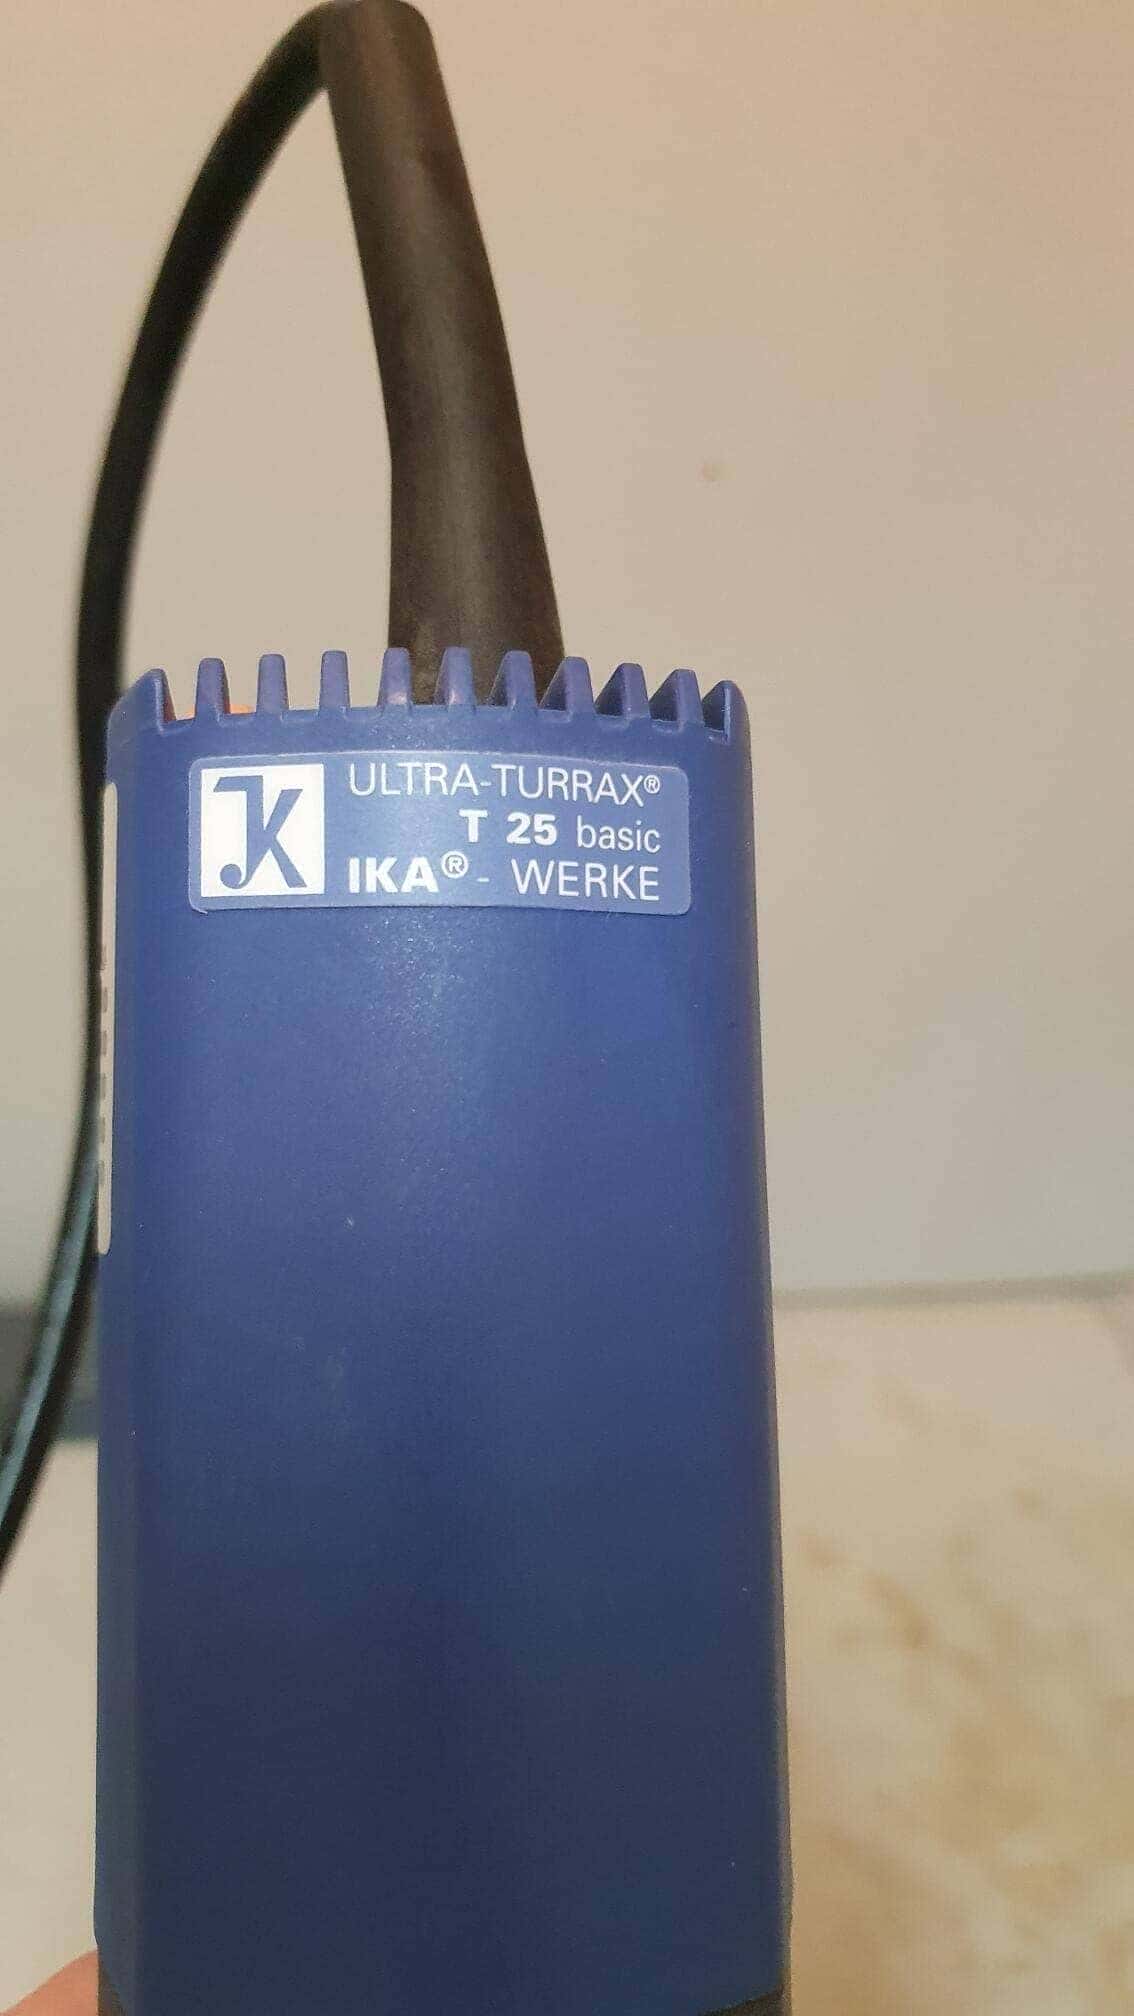 ULTRA-TURRAX®
T 25 basic
IKA® - WERKE